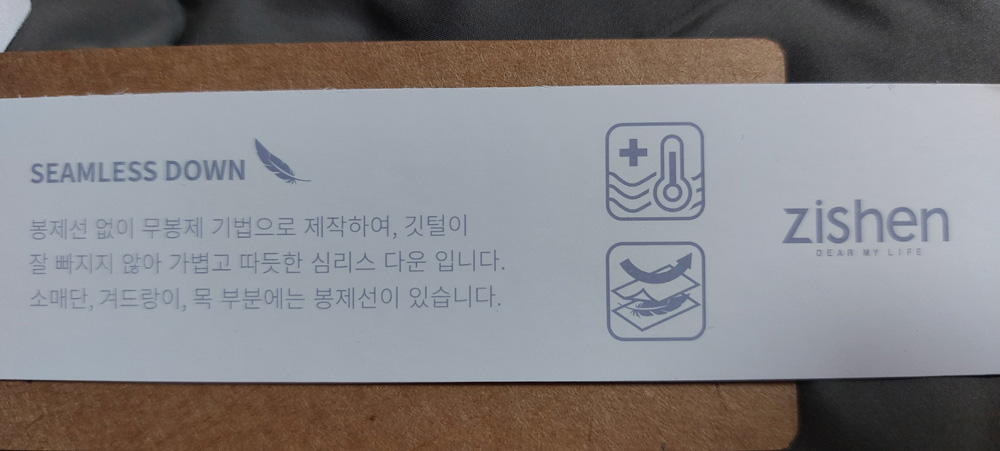 SEAMLESS DOWN
봉제선 없이 무봉제 기법으로 제작하여, 깃털이
잘 빠지지 않아 가볍고 따듯한 심리스 다운 입니다.
소매단, 겨드랑이, 목 부분에는 봉제선이 있습니다.
zishen
DEAR MY LIFE